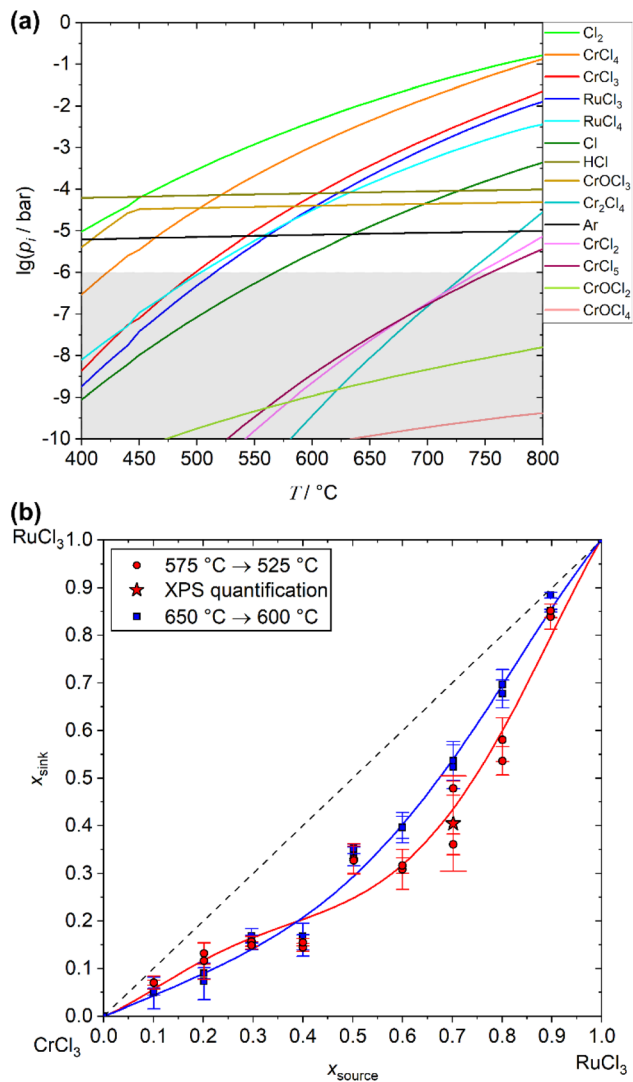 (a)
0
-1
-2
-3
-4
-5
-6
-7
-8
-9
-10
lg(pᵢ / bar)
400 450 500 550 600 650 700 750 800
T / °C
Cl₂
CrCl₄
CrCl₃
RuCl₃
RuCl₄
Cl
HCl
CrOCl₃
Cr₂Cl₄
Ar
CrCl₂
CrCl₅
CrOCl₂
CrOCl₄
(b)
RuCl₃
1.0
0.9
0.8
0.7
0.6
0.5
0.4
0.3
0.2
0.1
0.0
x_sink
575 °C → 525 °C
XPS quantification
650 °C → 600 °C
0.0 0.1 0.2 0.3 0.4 0.5 0.6 0.7 0.8 0.9 1.0
CrCl₃
x_source
RuCl₃